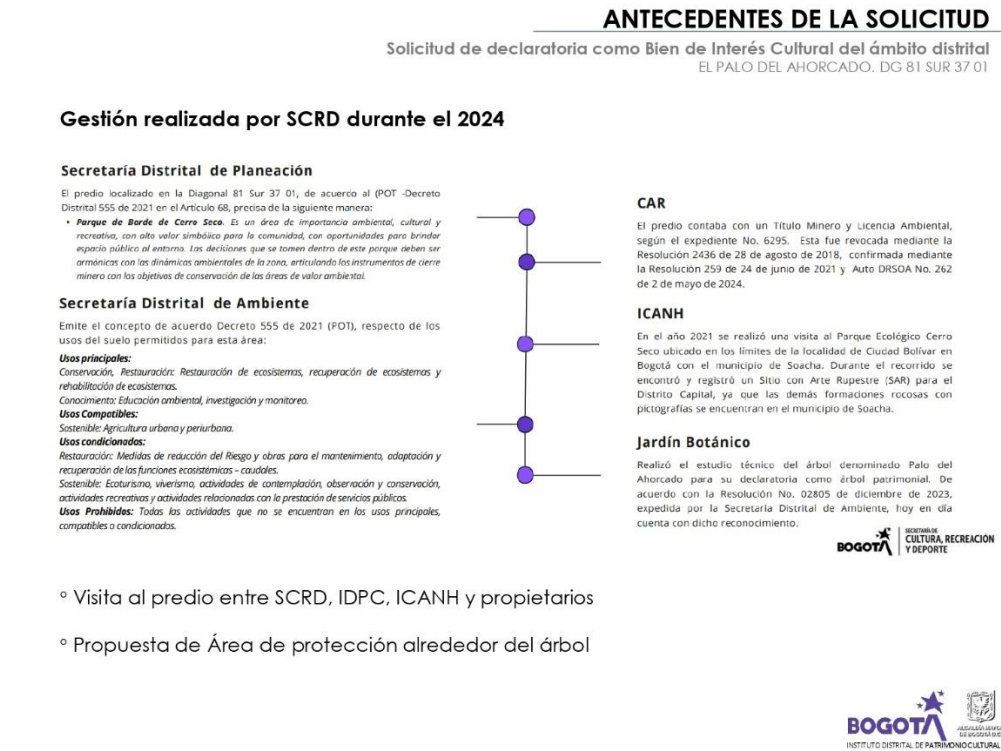 ANTECEDENTES DE LA SOLICITUD
Solicitud de declaratoria como Bien de Interés Cultural del ámbito distrital
EL PALO DEL AHORCADO. DG 81 SUR 37 01
Gestión realizada por SCRD durante el 2024
Secretaría Distrital de Planeación
El predio localizado en la Diagonal 81 Sur 37 01, de acuerdo al (POT -Decreto
Distrital 555 de 2021 en el Artículo 68, precisa de la siguiente manera:
• Parque de Borde de Cerro Seco. Es un área de importancia ambiental, cultural y
recreativa, con alto valor simbólico para la comunidad, con oportunidades para brindar
espacio público al entorno. Las decisiones que se tomen dentro de este parque deben ser
armónicas con las dinámicas ambientales de la zona, articulando los instrumentos de cierre
minero con los objetivos de conservación de las áreas de valor ambiental.
Secretaría Distrital de Ambiente
Emite el concepto de acuerdo Decreto 555 de 2021 (POT), respecto de los
usos del suelo permitidos para esta área:
Usos principales:
Conservación, Restauración: Restauración de ecosistemas, recuperación de ecosistemas y
rehabilitación de ecosistemas.
Conocimiento: Educación ambiental, investigación y monitoreo.
Usos Compatibles:
Sostenible: Agricultura urbana y periurbana.
Usos condicionados:
Restauración: Medidas de reducción del Riesgo y obras para el mantenimiento, adaptación y
recuperación de las funciones ecosistémicas – caudales.
Sostenible: Ecoturismo, viverismo, actividades de contemplación, observación y conservación,
actividades recreativas y actividades relacionadas con la prestación de servicios públicos.
Usos Prohibidos: Todas las actividades que no se encuentran en los usos principales,
compatibles o condicionados.
CAR
El predio contaba con un Título Minero y Licencia Ambiental,
según el expediente No. 6295. Esta fue revocada mediante la
Resolución 2436 de 28 de agosto de 2018, confirmada mediante
la Resolución 259 de 24 de junio de 2021 y Auto DRSOA No. 262
de 2 de mayo de 2024.
ICANH
En el año 2021 se realizó una visita al Parque Ecológico Cerro
Seco ubicado en los límites de la localidad de Ciudad Bolívar en
Bogotá con el municipio de Soacha. Durante el recorrido se
encontró y registró un Sitio con Arte Rupestre (SAR) para el
Distrito Capital, ya que las demás formaciones rocosas con
pictografías se encuentran en el municipio de Soacha.
Jardín Botánico
Realizó el estudio técnico del árbol denominado Palo del
Ahorcado para su declaratoria como árbol patrimonial. De
acuerdo con la Resolución No. 02805 de diciembre de 2023,
expedida por la Secretaria Distrital de Ambiente, hoy en día
cuenta con dicho reconocimiento.
BOGOTÁ
SECRETARÍA DE
CULTURA, RECREACIÓN
Y DEPORTE
° Visita al predio entre SCRD, IDPC, ICANH y propietarios
° Propuesta de Área de protección alrededor del árbol
BOGOTÁ
ALCALDÍA MAYOR
DE BOGOTÁ D.C.
INSTITUTO DISTRITAL DE PATRIMONIO CULTURAL